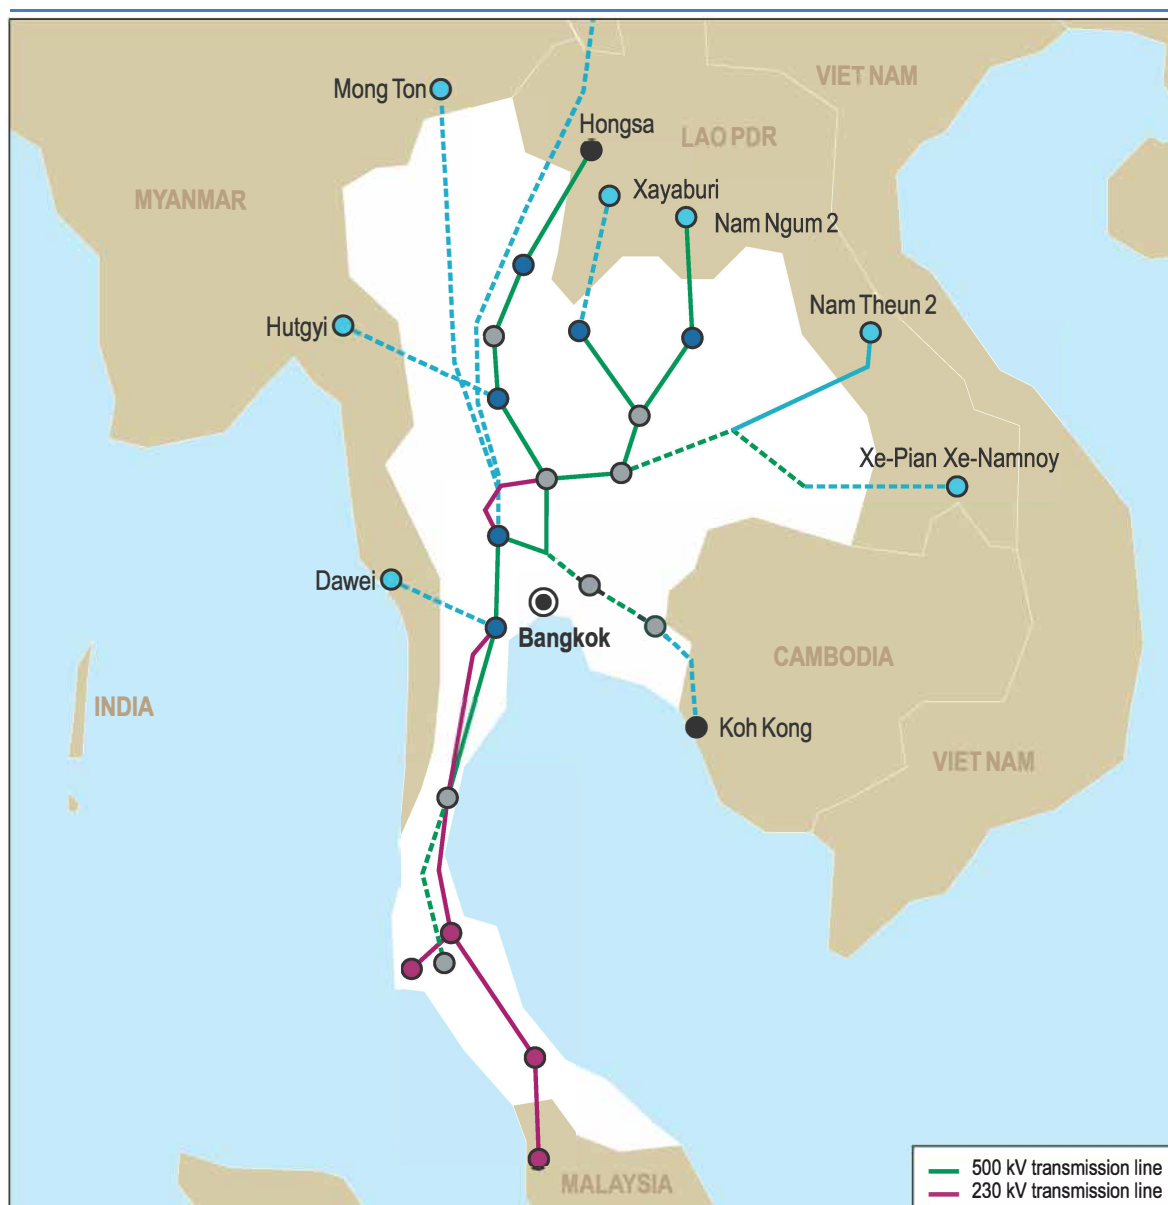 VIET NAM
Mong Ton
Hongsa
LAO PDR
MYANMAR
Xayaburi
Nam Ngum 2
Nam Theun 2
Hutgyi
Xe-Pian Xe-Namnoy
Dawei
Bangkok
CAMBODIA
INDIA
Koh Kong
VIET NAM
500 kV transmission line
230 kV transmission line
MALAYSIA